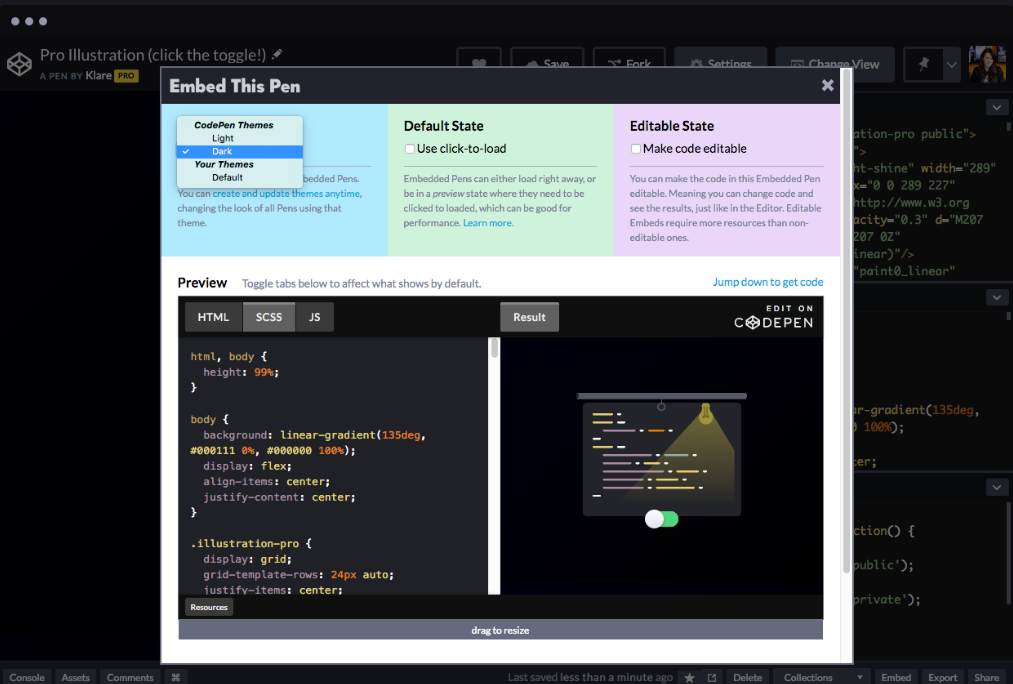 Pro Illustration (click the toggle!)
A PEN BY Klare PRO
Save
Fork
Settings
Change View
Embed This Pen
CodePen Themes
Light
Dark
Your Themes
Default
bedded Pens.
You can create and update themes anytime,
changing the look of all Pens using that
theme.
Default State
Use click-to-load
Embedded Pens can either load right away, or
be in a preview state where they need to be
clicked to loaded, which can be good for
performance. Learn more.
Editable State
Make code editable
You can make the code in this Embedded Pen
editable. Meaning you can change code and
see the results, just like in the Editor. Editable
Embeds require more resources than non-
editable ones.
Preview Toggle tabs below to affect what shows by default.
Jump down to get code
HTML SCSS JS
Result
EDIT ON
CODEPEN
html, body {
height: 99%;
}
body {
background: linear-gradient(135deg,
#000111 0%, #000000 100%);
display: flex;
align-items: center;
justify-content: center;
}
.illustration-pro {
display: grid;
grid-template-rows: 24px auto;
justify-items: center;
Resources
drag to resize
ation-pro public">
">
ht-shine" width="289"
x="0 0 289 227"
http://www.w3.org
acity="0.3" d="M207
207 0Z"
inear)"/>
"paint0_linear"
ar-gradient(135deg,
0 100%);
ter;
ction() {
public');
private');
Console Assets Comments ⌘
Last saved less than a minute ago
Delete Collections Embed Export Share